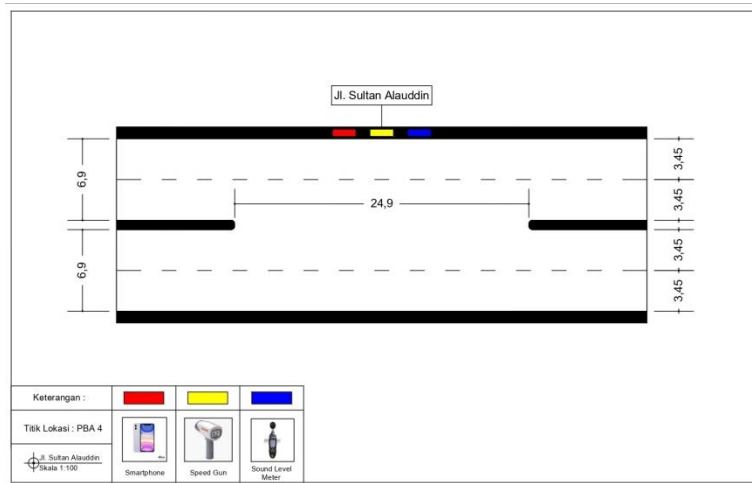 Jl. Sultan Alauddin
6,9
3,45
3,45
24,9
6,9
3,45
3,45
Keterangan :
Titik Lokasi : PBA 4
Jl. Sultan Alauddin
Skala 1:100
Smartphone
Speed Gun
Sound Level
Meter